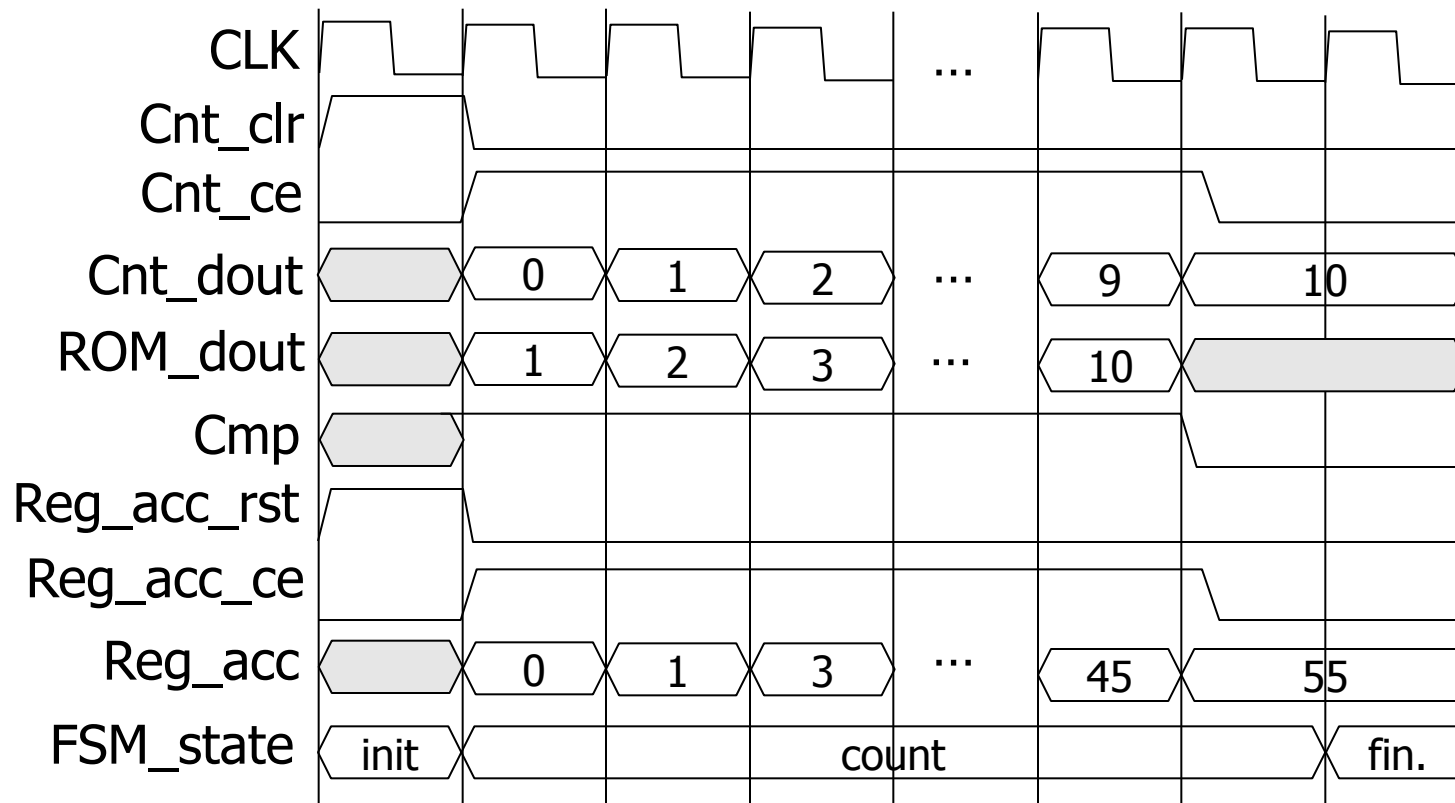 CLK ...
Cnt_clr
Cnt_ce
Cnt_dout 0 1 2 ... 9 10
ROM_dout 1 2 3 ... 10
Cmp
Reg_acc_rst
Reg_acc_ce
Reg_acc 0 1 3 ... 45 55
FSM_state init count fin.